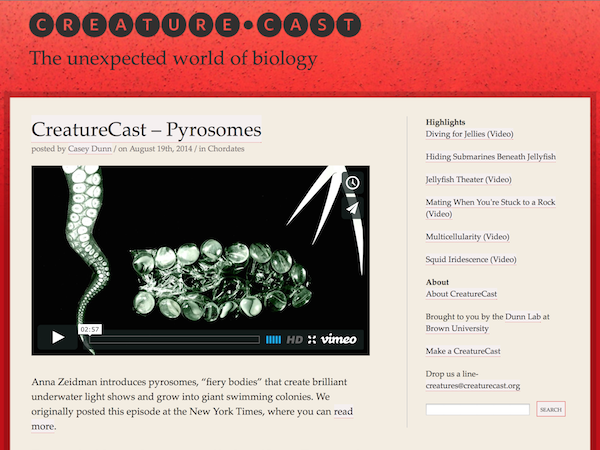 CREATURE•CAST
The unexpected world of biology
CreatureCast – Pyrosomes
posted by Casey Dunn / on August 19th, 2014 / in Chordates
02:57
HD vimeo
Anna Zeidman introduces pyrosomes, “fiery bodies” that create brilliant
underwater light shows and grow into giant swimming colonies. We
originally posted this episode at the New York Times, where you can read
more.
Highlights
Diving for Jellies (Video)
Hiding Submarines Beneath Jellyfish
Jellyfish Theater (Video)
Mating When You're Stuck to a Rock
(Video)
Multicellularity (Video)
Squid Iridescence (Video)
About
About CreatureCast
Brought to you by the Dunn Lab at
Brown University
Make a CreatureCast
Drop us a line-
creatures@creaturecast.org
SEARCH